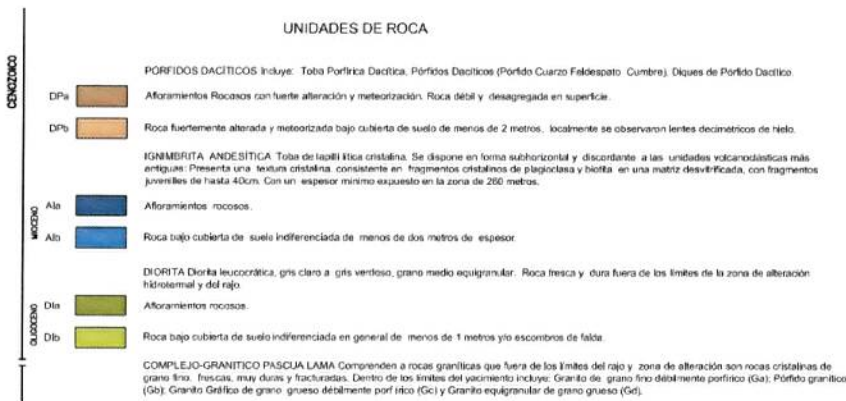 UNIDADES DE ROCA
CENOZOICO
PÓRFIDOS DACÍTICOS Incluye: Toba Porfírica Dacítica, Pórfidos Dacíticos (Pórfido Cuarzo Feldespato Cumbre), Diques de Pórfido Dacítico.
DPa Afloramientos Rocosos con fuerte alteración y meteorización. Roca débil y desagregada en superficie.
DPb Roca fuertemente alterada y meteorizada bajo cubierta de suelo de menos de 2 metros, localmente se observaron lentes decimétricos de hielo.
IGNIMBRITA ANDESÍTICA Toba de lapilli lítica cristalina. Se dispone en forma subhorizontal y discordante a las unidades volcanoclásticas más
antiguas: Presenta una textura cristalina, consistente en fragmentos cristalinos de plagioclasa y biotita en una matriz desvitrificada, con fragmentos
juveniles de hasta 40cm. Con un espesor mínimo expuesto en la zona de 260 metros.
MIOCENO
AIa Afloramientos rocosos.
AIb Roca bajo cubierta de suelo indiferenciada de menos de dos metros de espesor.
DIORITA Diorita leucocrática, gris claro a gris verdoso, grano medio equigranular. Roca fresca y dura fuera de los límites de la zona de alteración
hidrotermal y del rajo.
OLIGOCENO
DIa Afloramientos rocosos.
DIb Roca bajo cubierta de suelo indiferenciada en general de menos de 1 metros y/o escombros de falda.
COMPLEJO-GRANITICO PASCUA LAMA Comprenden a rocas graníticas que fuera de los límites del rajo y zona de alteración son rocas cristalinas de
grano fino, frescas, muy duras y fracturadas. Dentro de los límites del yacimiento incluye: Granito de grano fino débilmente porfírico (Ga); Pórfido granític
(Gb); Granito Gráfico de grano grueso débilmente porf írico (Gc) y Granito equigranular de grano grueso (Gd).